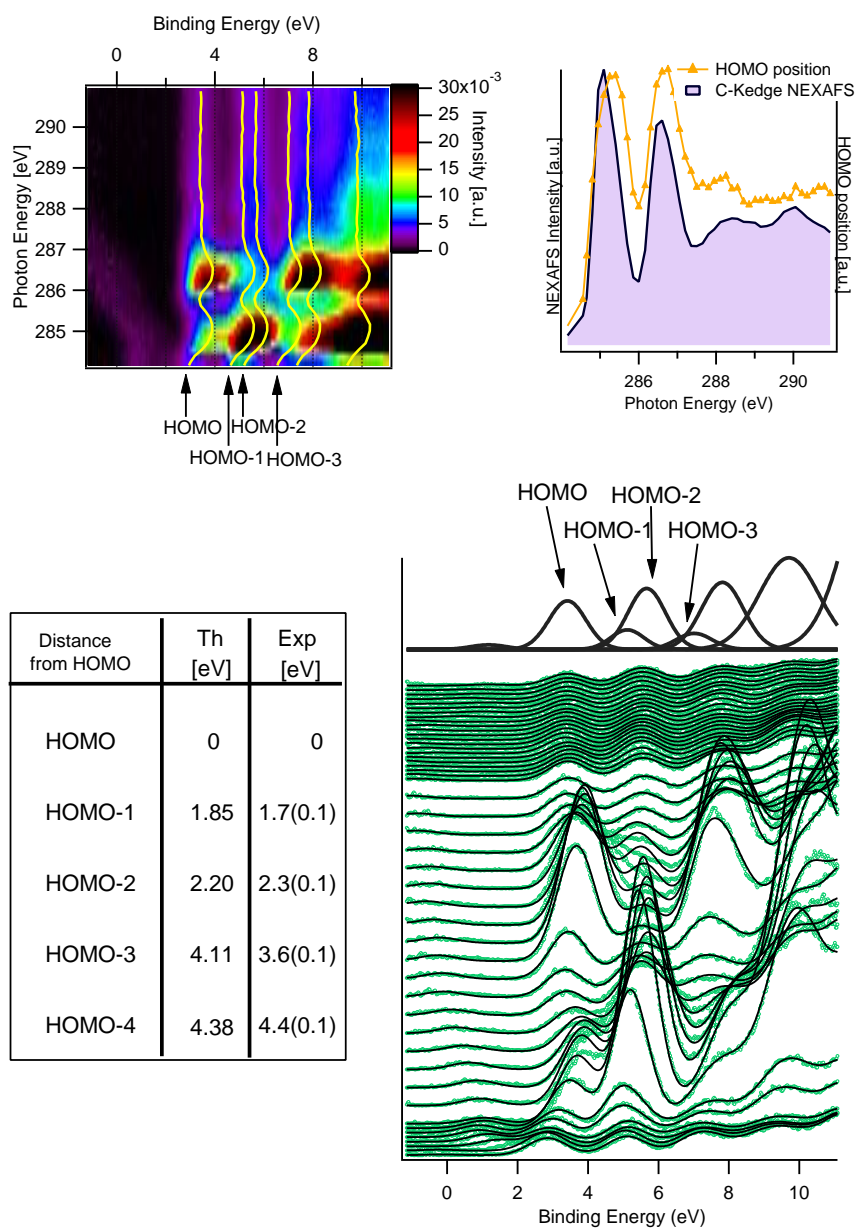 Binding Energy (eV)
0 4 8
290
289
288
287
286
285
Photon Energy [eV]
30x10-3
25
20
15
10
5
0
Intensity [a.u.]
HOMO
HOMO-2
HOMO-1 HOMO-3
HOMO position
C-Kedge NEXAFS
NEXAFS Intensity [a.u.]
HOMO position [a.u.]
286 288 290
Photon Energy (eV)
Distance from HOMO Th [eV] Exp [eV]
HOMO 0 0
HOMO-1 1.85 1.7(0.1)
HOMO-2 2.20 2.3(0.1)
HOMO-3 4.11 3.6(0.1)
HOMO-4 4.38 4.4(0.1)
HOMO HOMO-2
HOMO-1 HOMO-3
0 2 4 6 8 10
Binding Energy (eV)